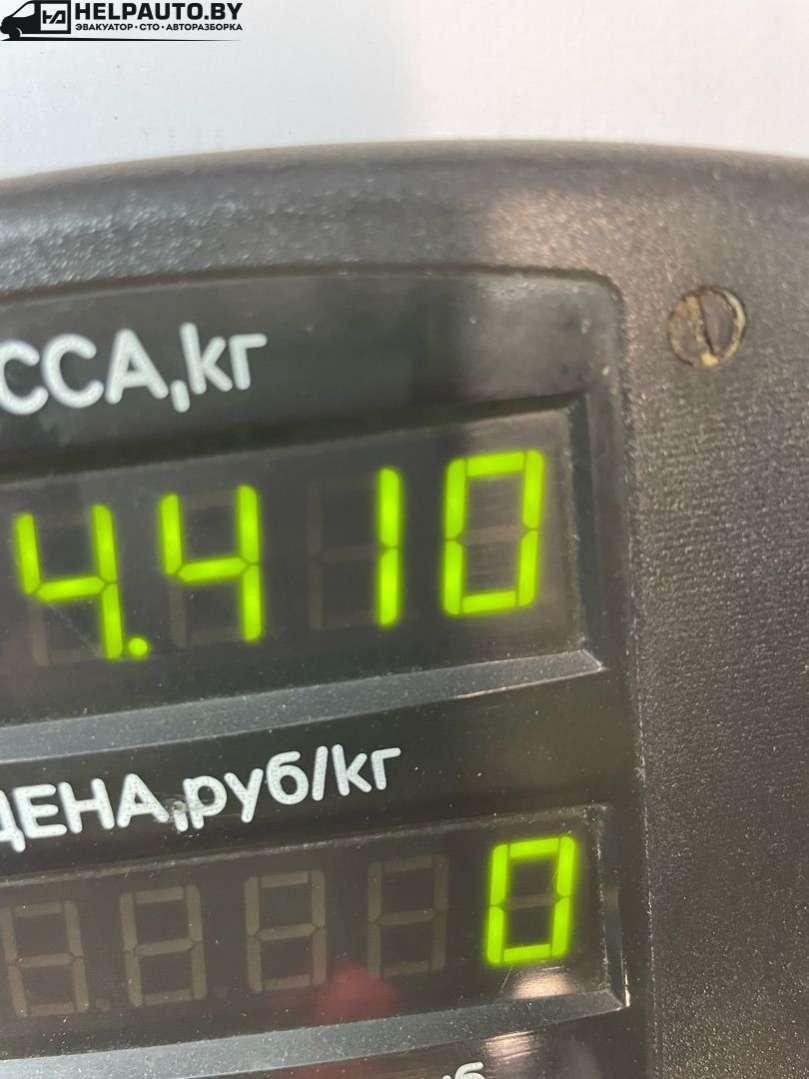 HELPAUTO.BY
ЭВАКУАТОР • СТО • АВТОРАЗБОРКА
ССА,кг
4.410
ЦЕНА,руб/кг
0